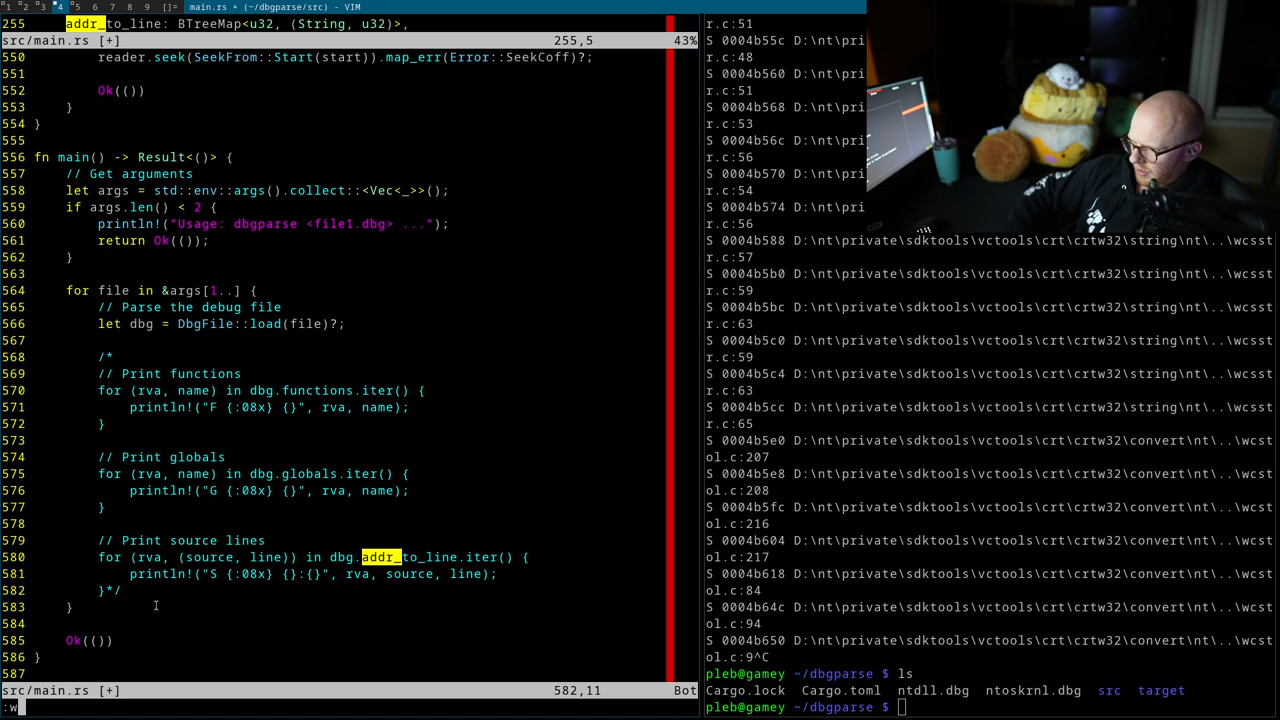 1 2 3 4 5 6 7 8 9 []= main.rs + (~/dbgparse/src) - VIM
255     addr_to_line: BTreeMap<u32, (String, u32)>,
src/main.rs [+] 255,5 43%
550         reader.seek(SeekFrom::Start(start)).map_err(Error::SeekCoff)?;
551
552         Ok(())
553     }
554 }
555
556 fn main() -> Result<()> {
557     // Get arguments
558     let args = std::env::args().collect::<Vec<_>>();
559     if args.len() < 2 {
560         println!("Usage: dbgparse <file1.dbg> ...");
561         return Ok(());
562     }
563
564     for file in &args[1..] {
565         // Parse the debug file
566         let dbg = DbgFile::load(file)?;
567
568         /*
569         // Print functions
570         for (rva, name) in dbg.functions.iter() {
571             println!("F {:08x} {}", rva, name);
572         }
573
574         // Print globals
575         for (rva, name) in dbg.globals.iter() {
576             println!("G {:08x} {}", rva, name);
577         }
578
579         // Print source lines
580         for (rva, (source, line)) in dbg.addr_to_line.iter() {
581             println!("S {:08x} {}:{}", rva, source, line);
582         }*/
583     }
584
585     Ok(())
586 }
587
src/main.rs [+] 582,11 Bot
:w
r.c:51
S 0004b55c D:\nt\pri
r.c:48
S 0004b560 D:\nt\pri
r.c:51
S 0004b568 D:\nt\pri
r.c:53
S 0004b56c D:\nt\pri
r.c:56
S 0004b570 D:\nt\pri
r.c:54
S 0004b574 D:\nt\pri
r.c:56
S 0004b588 D:\nt\private\sdktools\vctools\crt\crtw32\string\nt\..\wcsst
r.c:57
S 0004b5b0 D:\nt\private\sdktools\vctools\crt\crtw32\string\nt\..\wcsst
r.c:59
S 0004b5bc D:\nt\private\sdktools\vctools\crt\crtw32\string\nt\..\wcsst
r.c:63
S 0004b5c0 D:\nt\private\sdktools\vctools\crt\crtw32\string\nt\..\wcsst
r.c:59
S 0004b5c4 D:\nt\private\sdktools\vctools\crt\crtw32\string\nt\..\wcsst
r.c:63
S 0004b5cc D:\nt\private\sdktools\vctools\crt\crtw32\string\nt\..\wcsst
r.c:65
S 0004b5e0 D:\nt\private\sdktools\vctools\crt\crtw32\convert\nt\..\wcst
ol.c:207
S 0004b5e8 D:\nt\private\sdktools\vctools\crt\crtw32\convert\nt\..\wcst
ol.c:208
S 0004b5fc D:\nt\private\sdktools\vctools\crt\crtw32\convert\nt\..\wcst
ol.c:216
S 0004b604 D:\nt\private\sdktools\vctools\crt\crtw32\convert\nt\..\wcst
ol.c:217
S 0004b618 D:\nt\private\sdktools\vctools\crt\crtw32\convert\nt\..\wcst
ol.c:84
S 0004b64c D:\nt\private\sdktools\vctools\crt\crtw32\convert\nt\..\wcst
ol.c:94
S 0004b650 D:\nt\private\sdktools\vctools\crt\crtw32\convert\nt\..\wcst
ol.c:9^C
pleb@gamey ~/dbgparse $ ls
Cargo.lock Cargo.toml ntdll.dbg ntoskrnl.dbg src target
pleb@gamey ~/dbgparse $